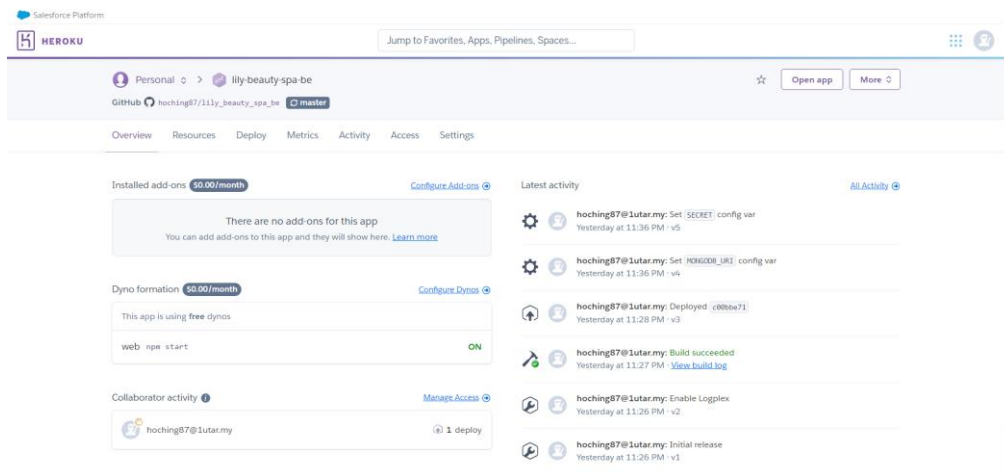 Salesforce Platform
HEROKU
Jump to Favorites, Apps, Pipelines, Spaces...
Personal > lily-beauty-spa-be
Open app
More
GitHub hoching87/lily_beauty_spa_be master
Overview Resources Deploy Metrics Activity Access Settings
Installed add-ons $0.00/month Configure Add-ons
There are no add-ons for this app
You can add add-ons to this app and they will show here. Learn more
Dyno formation $0.00/month Configure Dynos
This app is using free dynos
web npm start ON
Collaborator activity Manage Access
hoching87@1utar.my 1 deploy
Latest activity All Activity
hoching87@1utar.my: Set SECRET config var
Yesterday at 11:36 PM · v5
hoching87@1utar.my: Set MONGODB_URI config var
Yesterday at 11:36 PM · v4
hoching87@1utar.my: Deployed c00bbe71
Yesterday at 11:28 PM · v3
hoching87@1utar.my: Build succeeded
Yesterday at 11:27 PM · View build log
hoching87@1utar.my: Enable Logplex
Yesterday at 11:26 PM · v2
hoching87@1utar.my: Initial release
Yesterday at 11:26 PM · v1